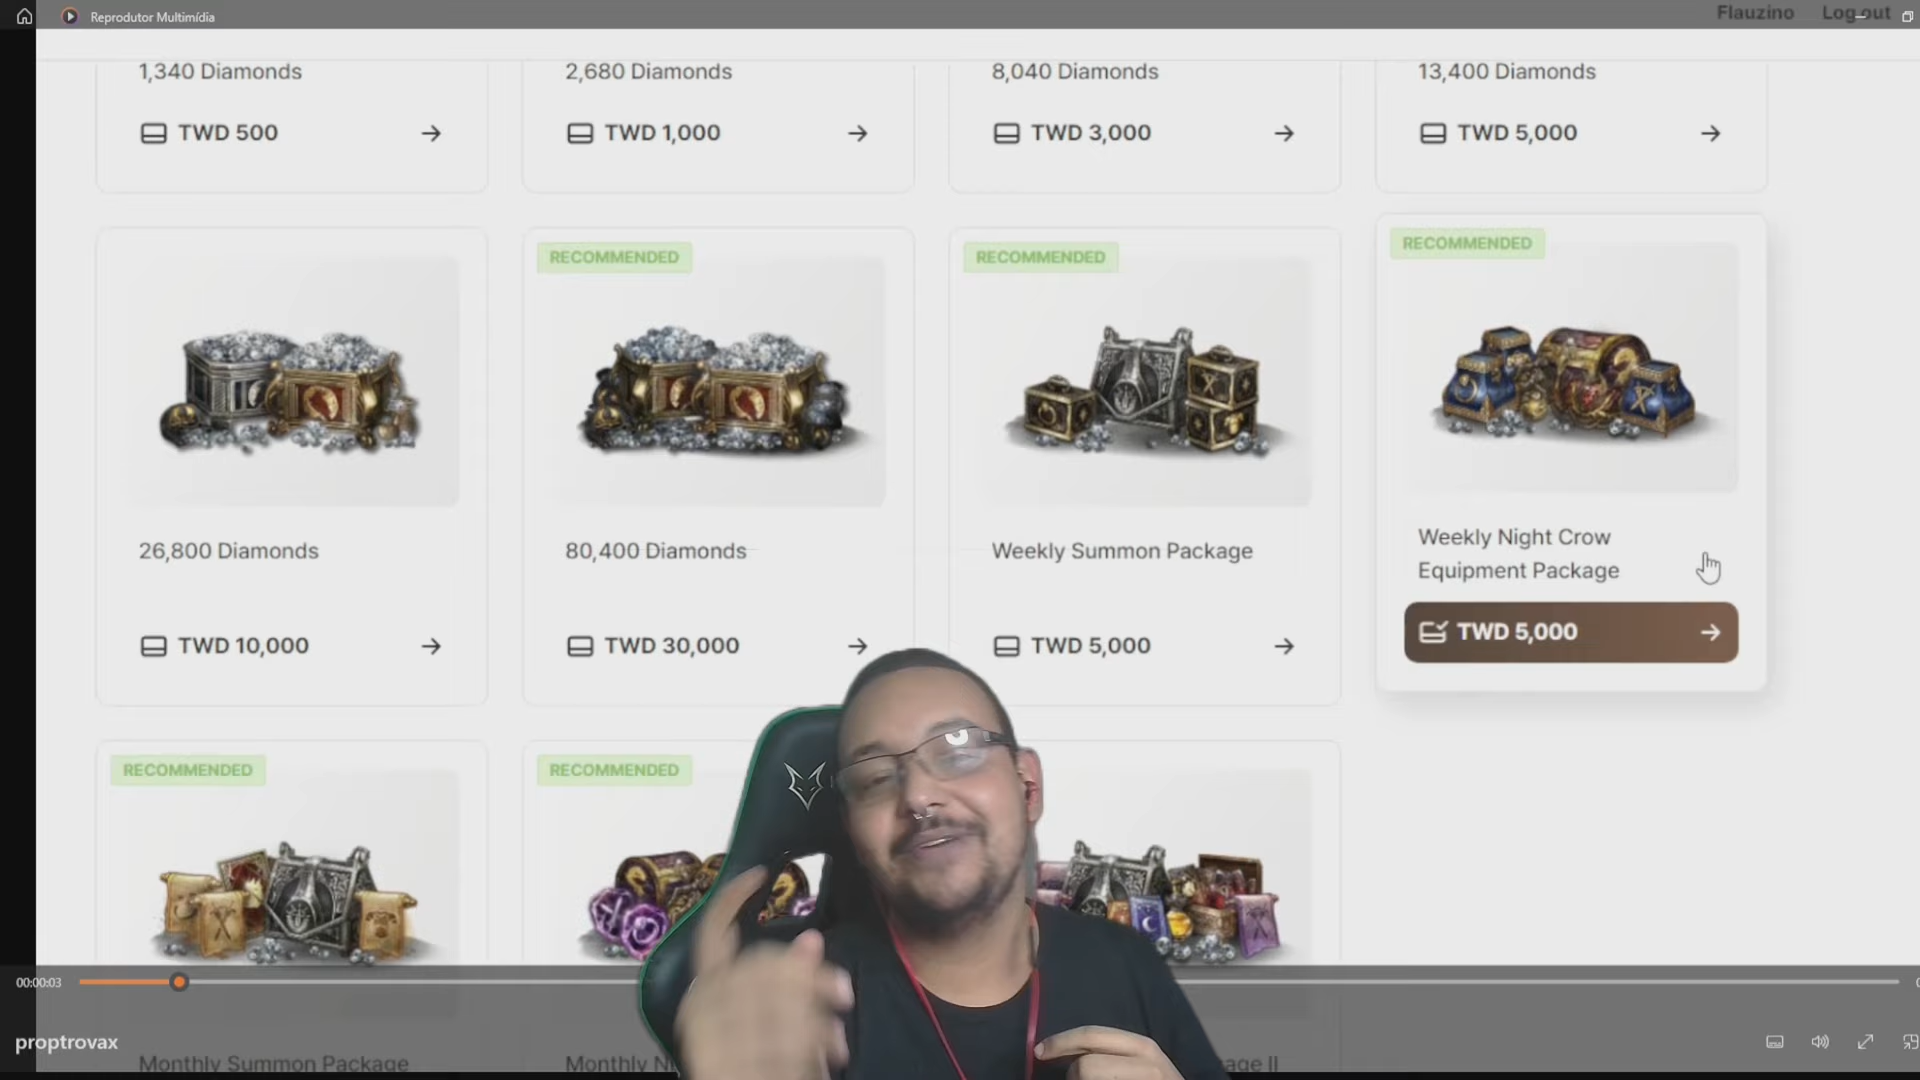 Reprodutor Multimídia
Flauzino Log out
1,340 Diamonds
2,680 Diamonds
8,040 Diamonds
13,400 Diamonds
TWD 500
TWD 1,000
TWD 3,000
TWD 5,000
RECOMMENDED
RECOMMENDED
RECOMMENDED
26,800 Diamonds
80,400 Diamonds
Weekly Summon Package
Weekly Night Crow
Equipment Package
TWD 10,000
TWD 30,000
TWD 5,000
TWD 5,000
RECOMMENDED
RECOMMENDED
00:00:03
proptrovax
Monthly Summon Package
Monthly
II